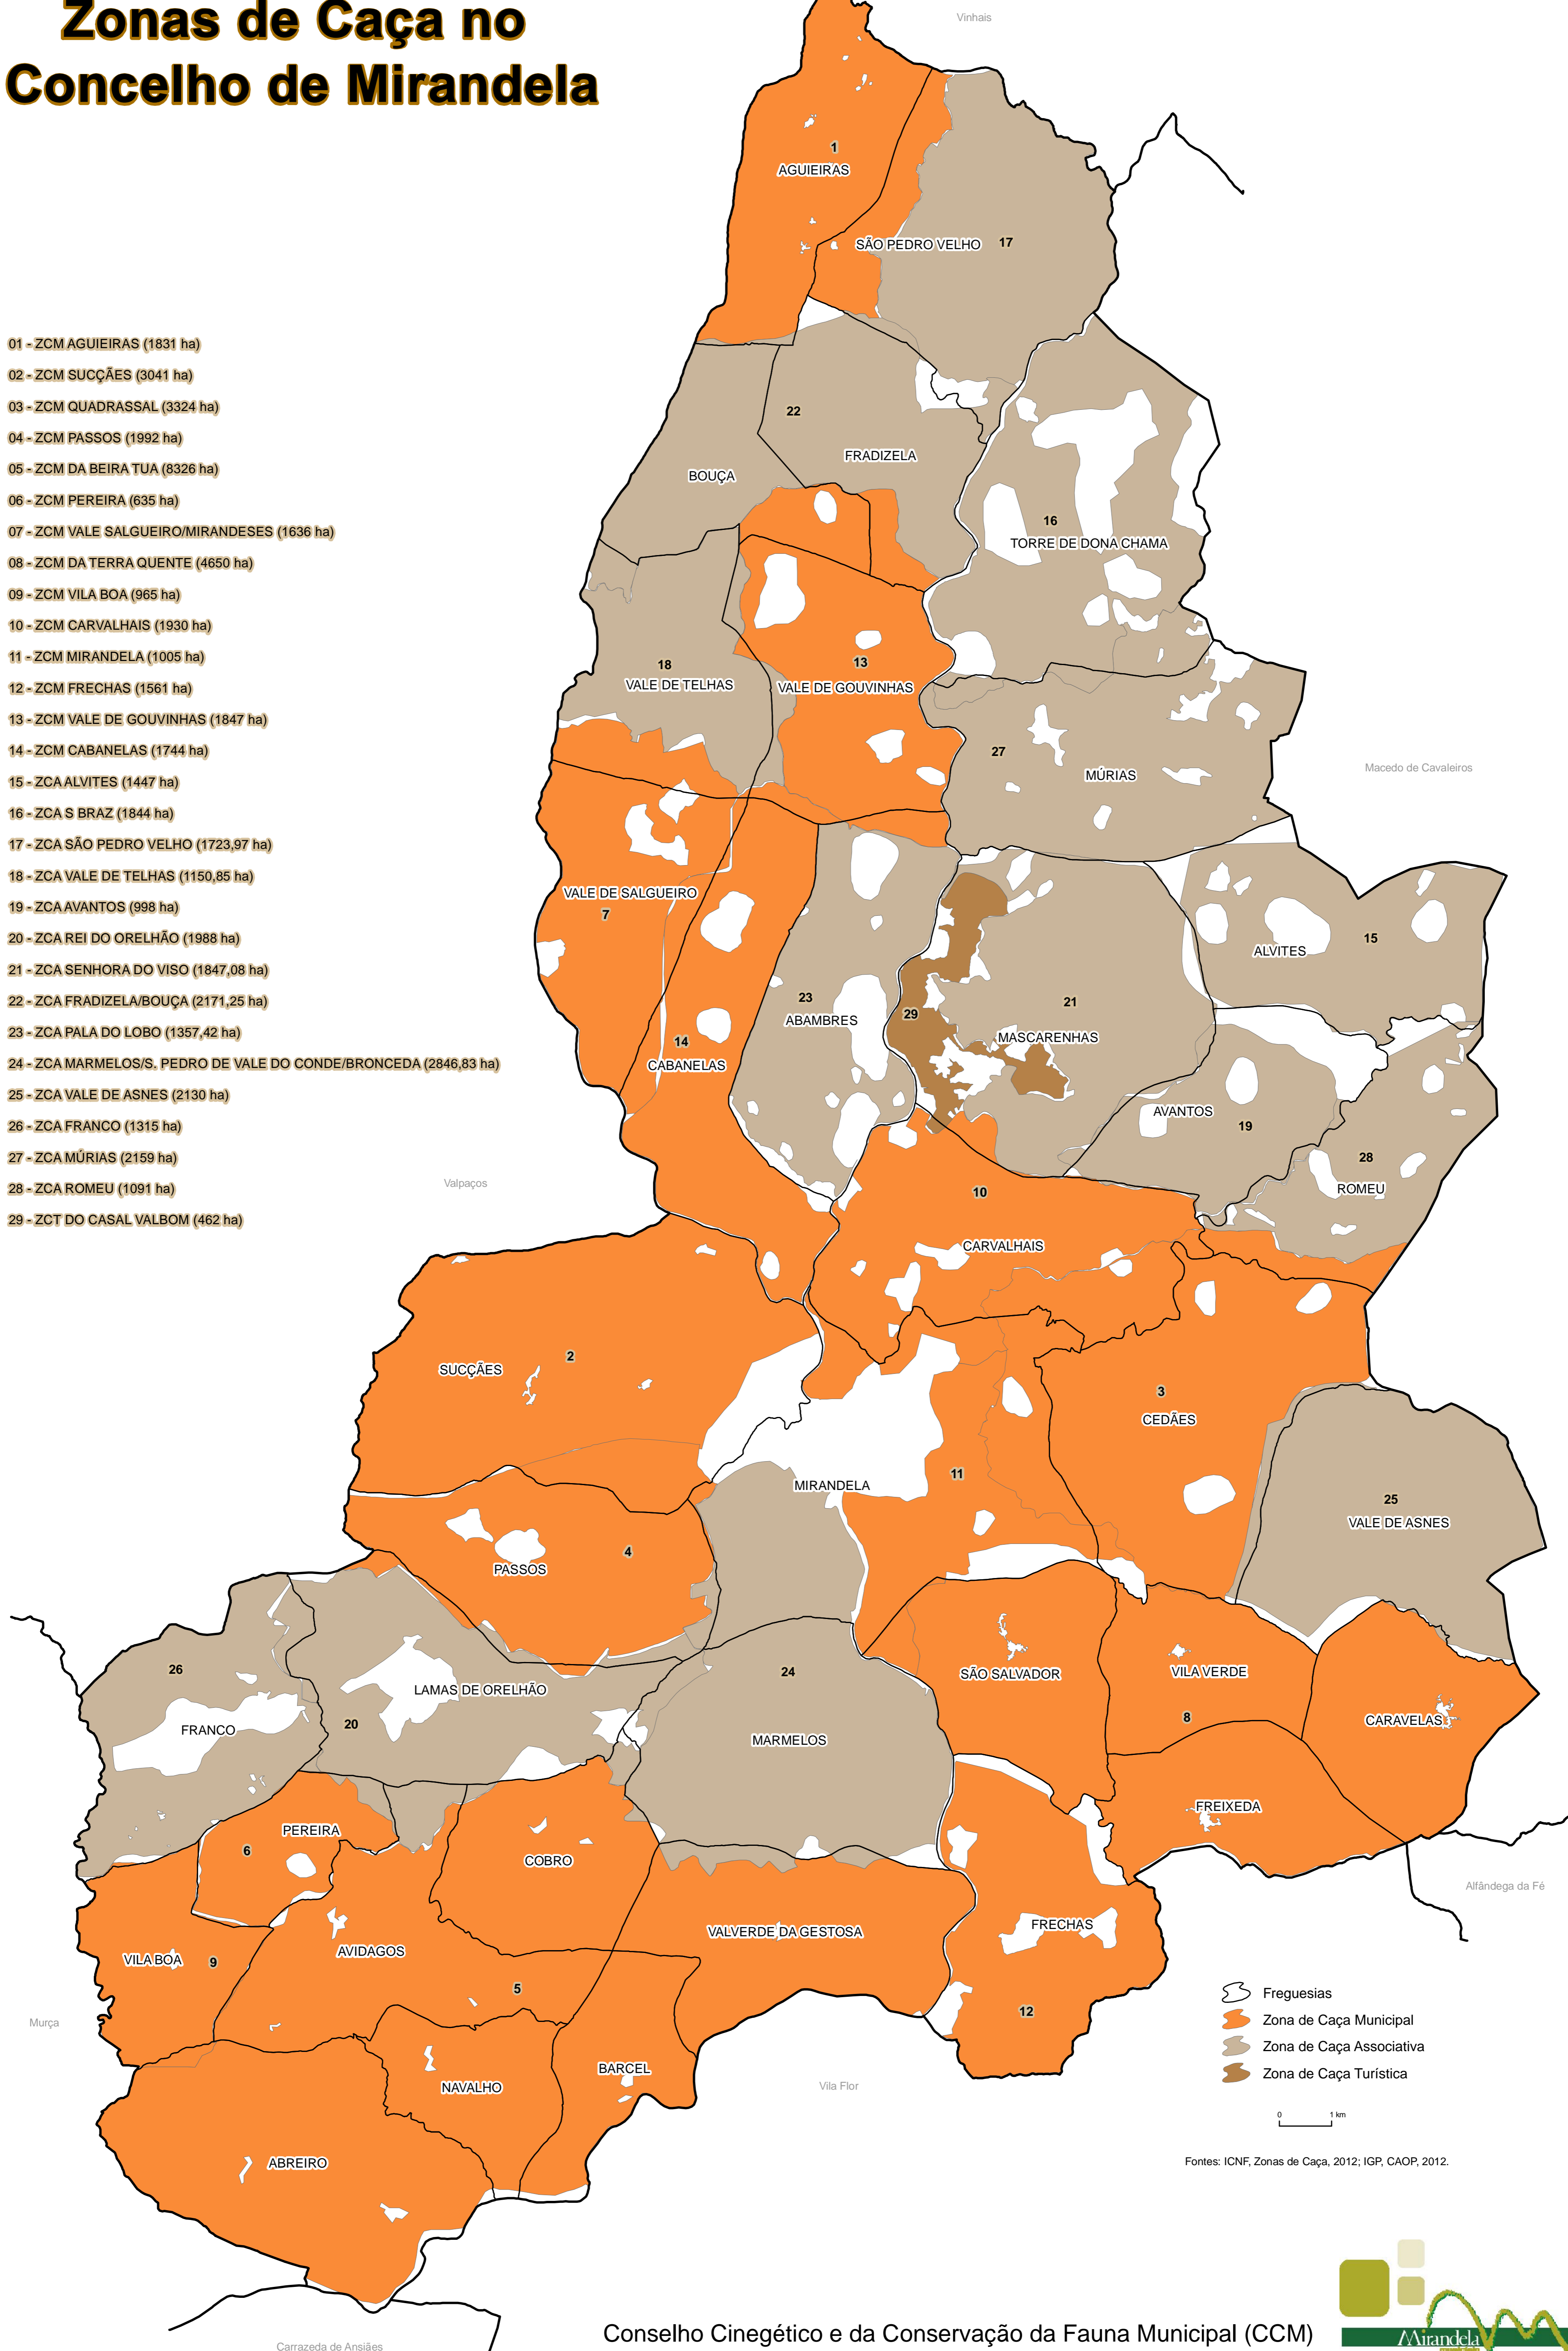 Zonas de Caça no
Concelho de Mirandela
01 - ZCM AGUIEIRAS (1831 ha)
02 - ZCM SUCÇÃES (3041 ha)
03 - ZCM QUADRASSAL (3324 ha)
04 - ZCM PASSOS (1992 ha)
05 - ZCM DA BEIRA TUA (8326 ha)
06 - ZCM PEREIRA (635 ha)
07 - ZCM VALE SALGUEIRO/MIRANDESES (1636 ha)
08 - ZCM DA TERRA QUENTE (4650 ha)
09 - ZCM VILA BOA (965 ha)
10 - ZCM CARVALHAIS (1930 ha)
11 - ZCM MIRANDELA (1005 ha)
12 - ZCM FRECHAS (1561 ha)
13 - ZCM VALE DE GOUVINHAS (1847 ha)
14 - ZCM CABANELAS (1744 ha)
15 - ZCA ALVITES (1447 ha)
16 - ZCA S BRAZ (1844 ha)
17 - ZCA SÃO PEDRO VELHO (1723,97 ha)
18 - ZCA VALE DE TELHAS (1150,85 ha)
19 - ZCA AVANTOS (998 ha)
20 - ZCA REI DO ORELHÃO (1988 ha)
21 - ZCA SENHORA DO VISO (1847,08 ha)
22 - ZCA FRADIZELA/BOUÇA (2171,25 ha)
23 - ZCA PALA DO LOBO (1357,42 ha)
24 - ZCA MARMELOS/S. PEDRO DE VALE DO CONDE/BRONCEDA (2846,83 ha)
25 - ZCA VALE DE ASNES (2130 ha)
26 - ZCA FRANCO (1315 ha)
27 - ZCA MÚRIAS (2159 ha)
28 - ZCA ROMEU (1091 ha)
29 - ZCT DO CASAL VALBOM (462 ha)
Vinhais
1
AGUIEIRAS
SÃO PEDRO VELHO 17
22
FRADIZELA
BOUÇA
16
TORRE DE DONA CHAMA
13
18
VALE DE TELHAS
VALE DE GOUVINHAS
27
MÚRIAS
Macedo de Cavaleiros
VALE DE SALGUEIRO
7
15
ALVITES
23
ABAMBRES
21
29
MASCARENHAS
14
CABANELAS
AVANTOS
19
28
ROMEU
Valpaços
10
CARVALHAIS
2
SUCÇÃES
3
CEDÃES
11
MIRANDELA
25
VALE DE ASNES
4
PASSOS
26
24
SÃO SALVADOR
VILA VERDE
LAMAS DE ORELHÃO
8
CARAVELAS
20
FRANCO
MARMELOS
FREIXEDA
PEREIRA
6
COBRO
Alfândega da Fé
FRECHAS
VALVERDE DA GESTOSA
AVIDAGOS
VILA BOA 9
5
12
Murça
BARCEL
NAVALHO
Vila Flor
ABREIRO
Freguesias
Zona de Caça Municipal
Zona de Caça Associativa
Zona de Caça Turística
0 1 km
Fontes: ICNF, Zonas de Caça, 2012; IGP, CAOP, 2012.
Carrazeda de Ansiães
Conselho Cinegético e da Conservação da Fauna Municipal (CCM)
Mirandela